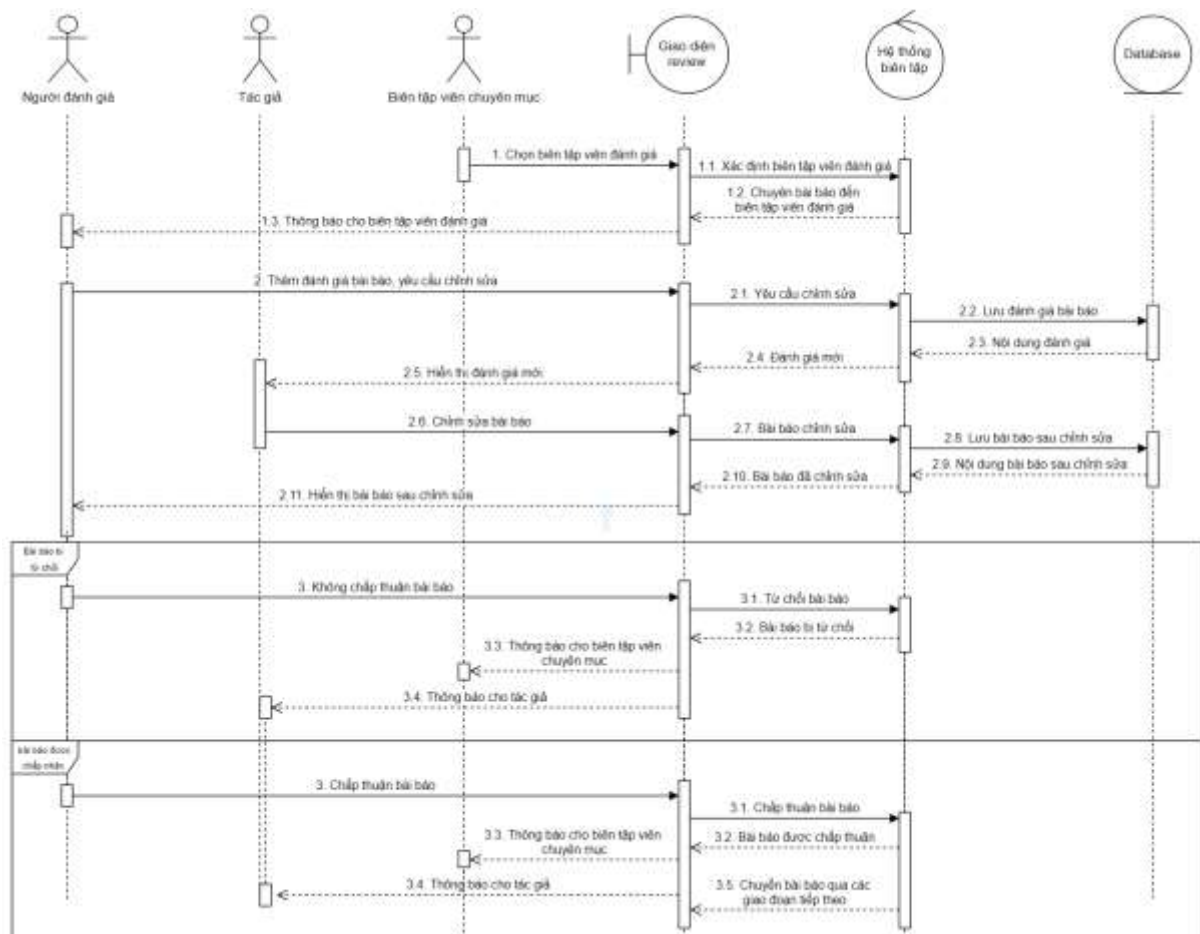 Người đánh giá
Tác giả
Biên tập viên chuyên mục
Giao diện
review
Hệ thống
biên tập
Database
1. Chọn biên tập viên đánh giá
1.1. Xác định biên tập viên đánh giá
1.2. Chuyển bài báo đến
biên tập viên đánh giá
1.3. Thông báo cho biên tập viên đánh giá
2. Thêm đánh giá bài báo, yêu cầu chỉnh sửa
2.1. Yêu cầu chỉnh sửa
2.2. Lưu đánh giá bài báo
2.3. Nội dung đánh giá
2.4. Đánh giá mới
2.5. Hiển thị đánh giá mới
2.6. Chỉnh sửa bài báo
2.7. Bài báo chỉnh sửa
2.8. Lưu bài báo sau chỉnh sửa
2.9. Nội dung bài báo sau chỉnh sửa
2.10. Bài báo đã chỉnh sửa
2.11. Hiển thị bài báo sau chỉnh sửa
Bài báo bị
từ chối
3. Không chấp thuận bài báo
3.1. Từ chối bài báo
3.2. Bài báo bị từ chối
3.3. Thông báo cho biên tập viên
chuyên mục
3.4. Thông báo cho tác giả
Bài báo được
chấp nhận
3. Chấp thuận bài báo
3.1. Chấp thuận bài báo
3.2. Bài báo được chấp thuận
3.3. Thông báo cho biên tập viên
chuyên mục
3.4. Thông báo cho tác giả
3.5. Chuyển bài báo qua các
giao đoạn tiếp theo